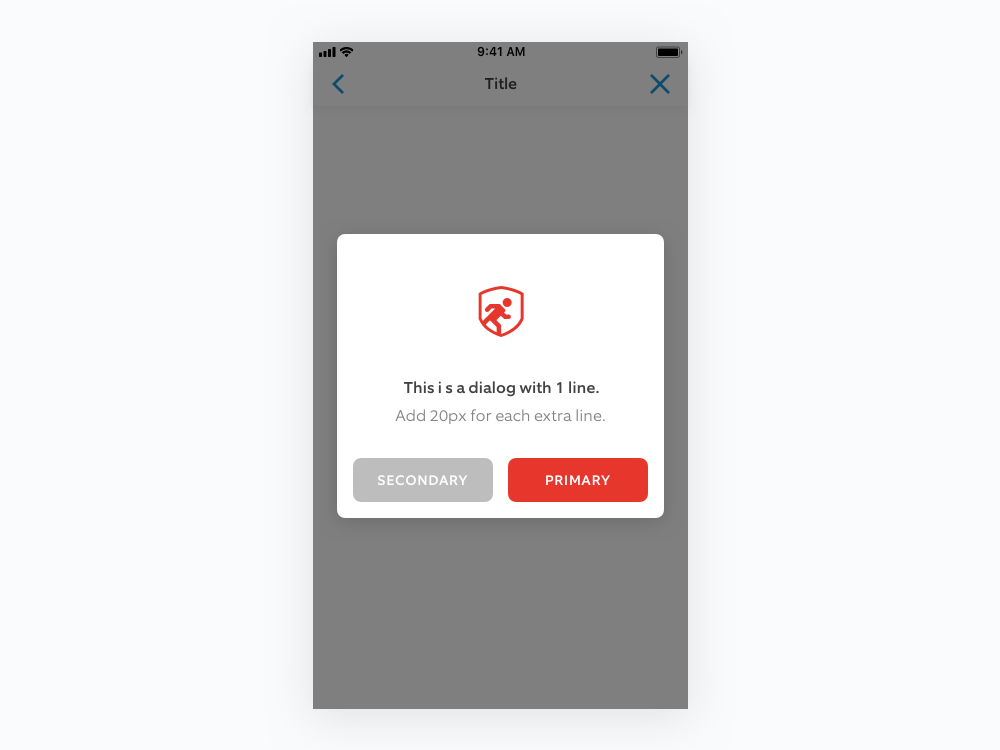 9:41 AM
Title
This i s a dialog with 1 line.
Add 20px for each extra line.
SECONDARY
PRIMARY